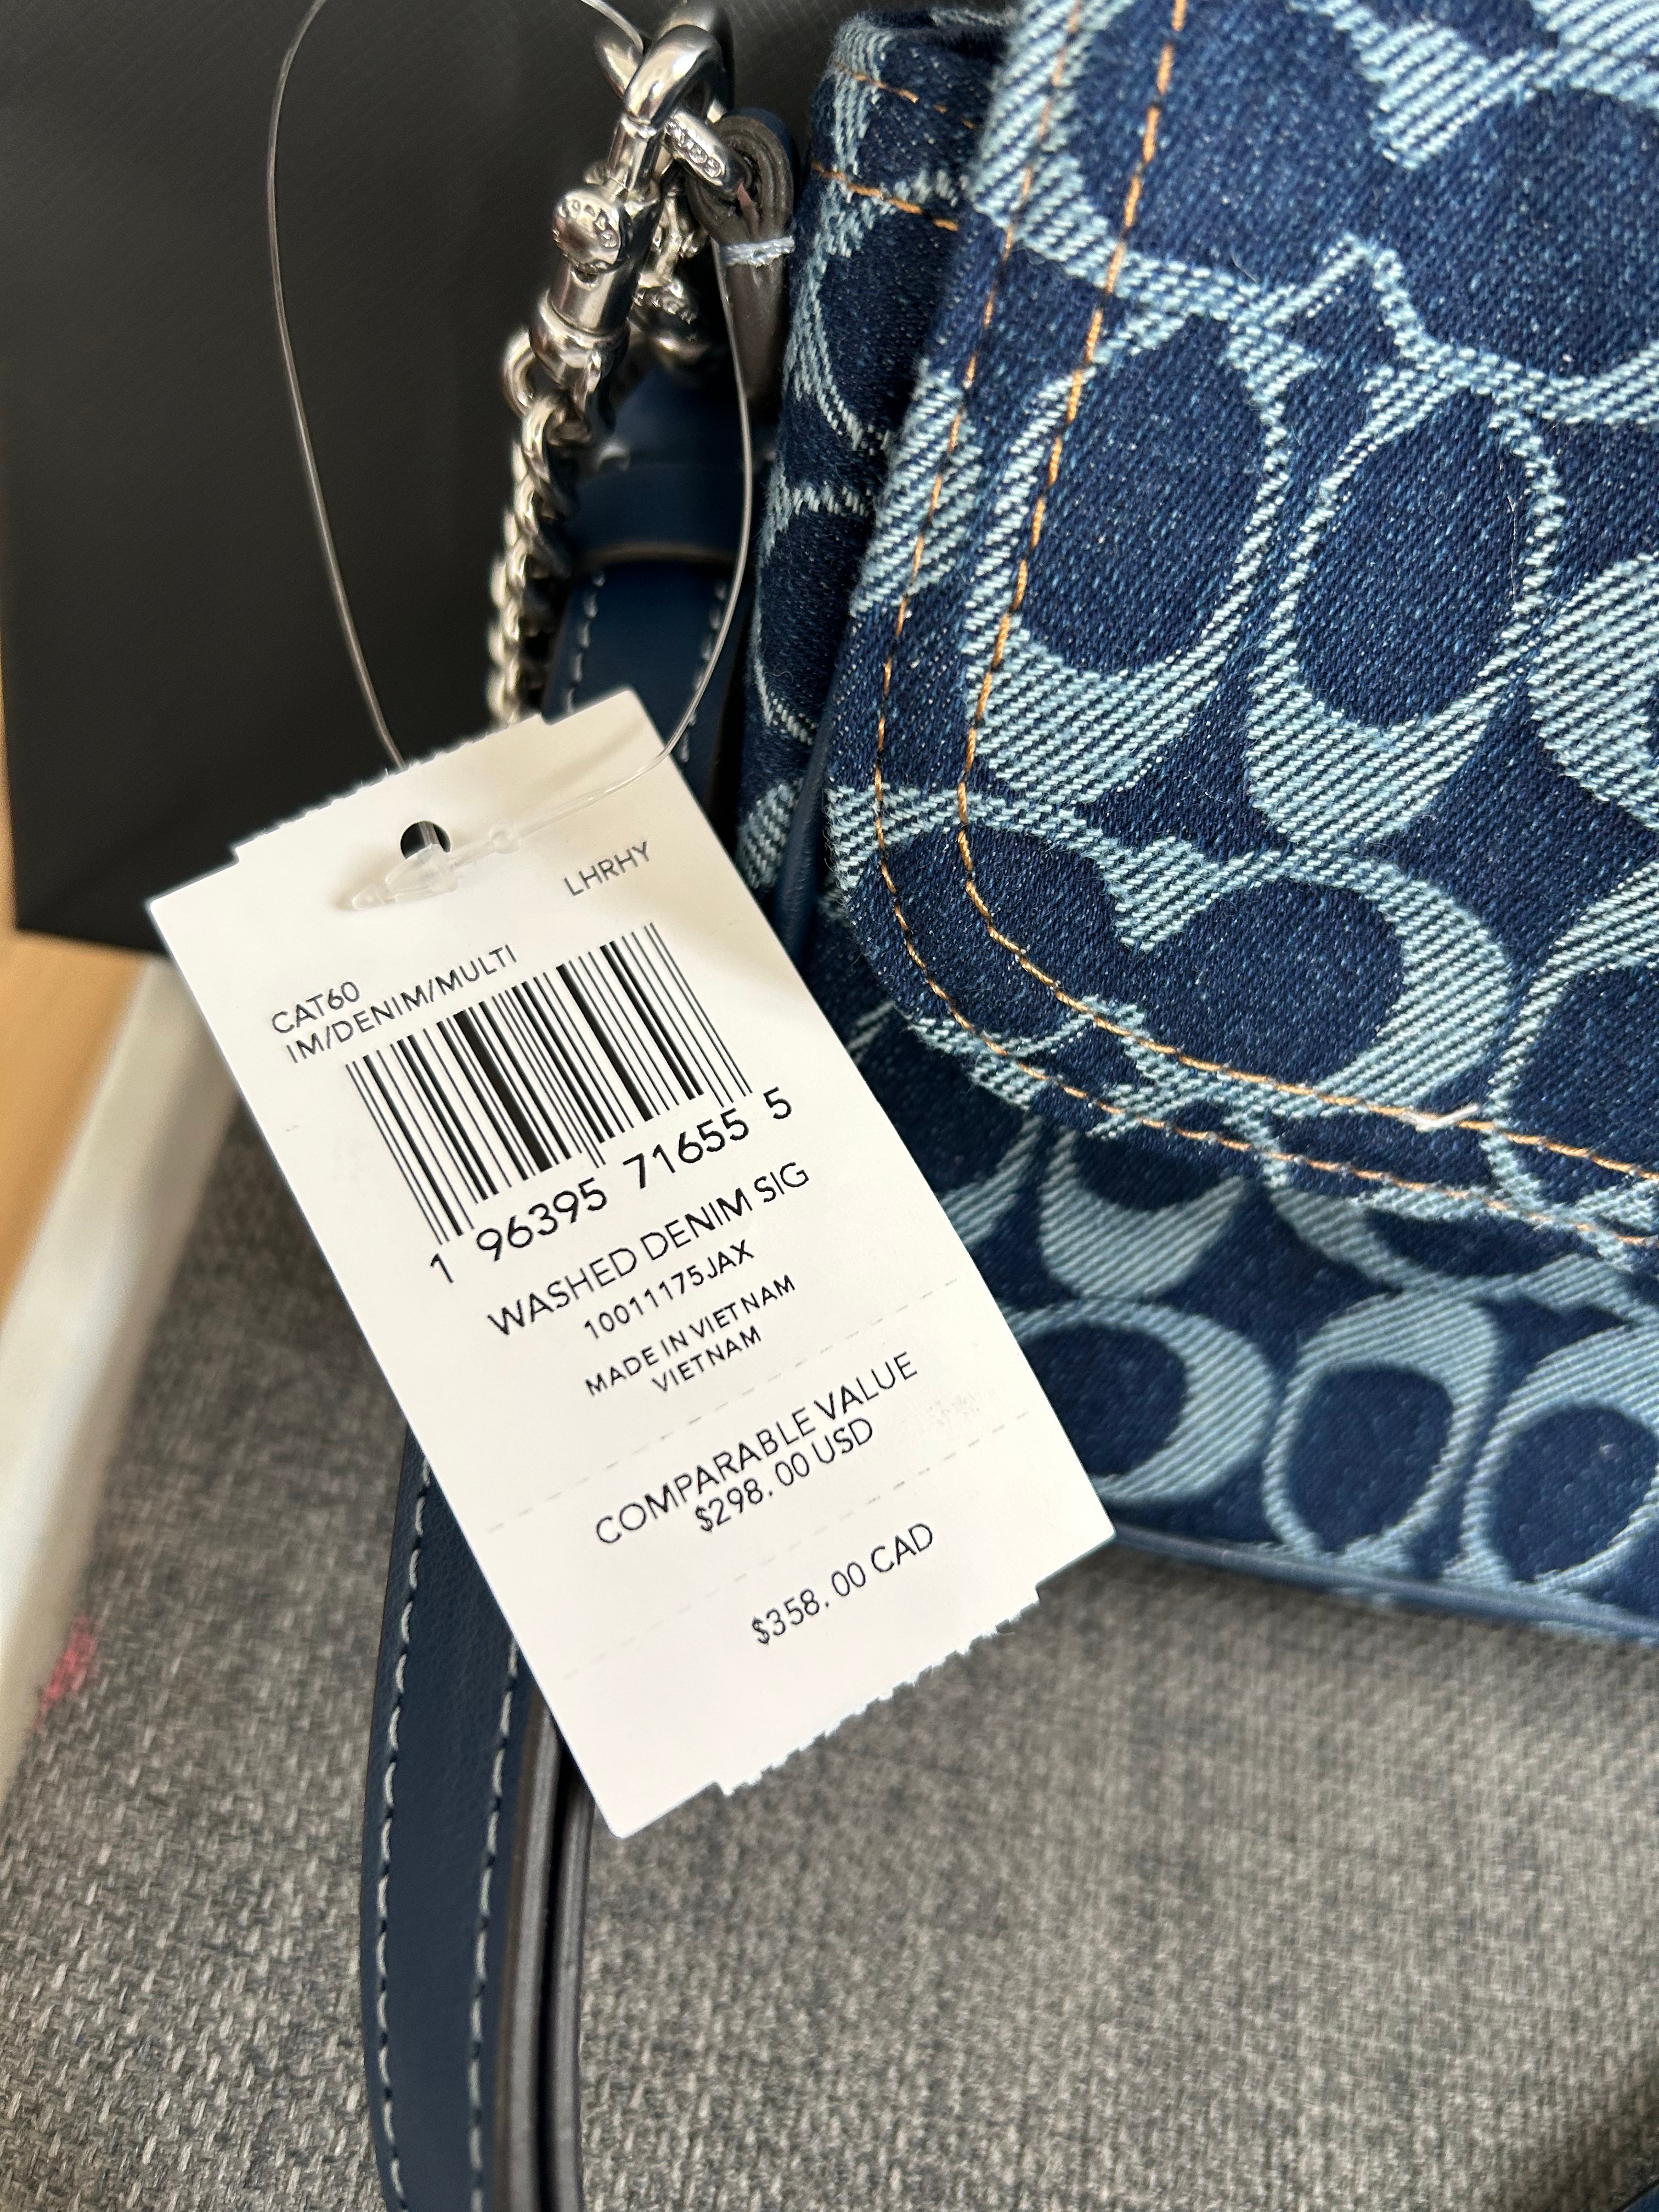 LHRHY
CAT60
IM/DENIM/MULTI
1 96395 71655 5
WASHED DENIM SIG
10011175JAX
MADE IN VIETNAM
VIETNAM
COMPARABLE VALUE
$298.00 USD
$358.00 CAD